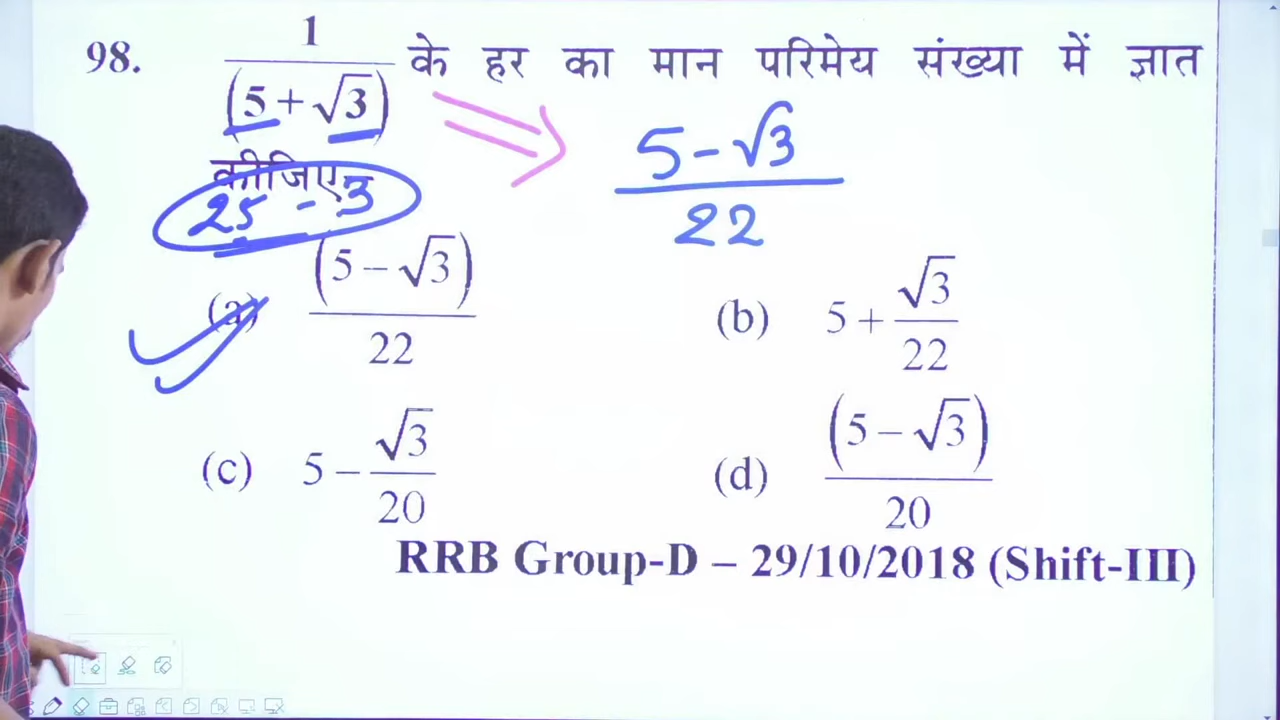 98. 1/(5 + √3) के हर का मान परिमेय संख्या में ज्ञात
कीजिए
25 - 3
5 - √3
22
(a) (5 - √3)/22
(b) 5 + √3/22
(c) 5 - √3/20
(d) (5 - √3)/20
RRB Group-D – 29/10/2018 (Shift-III)